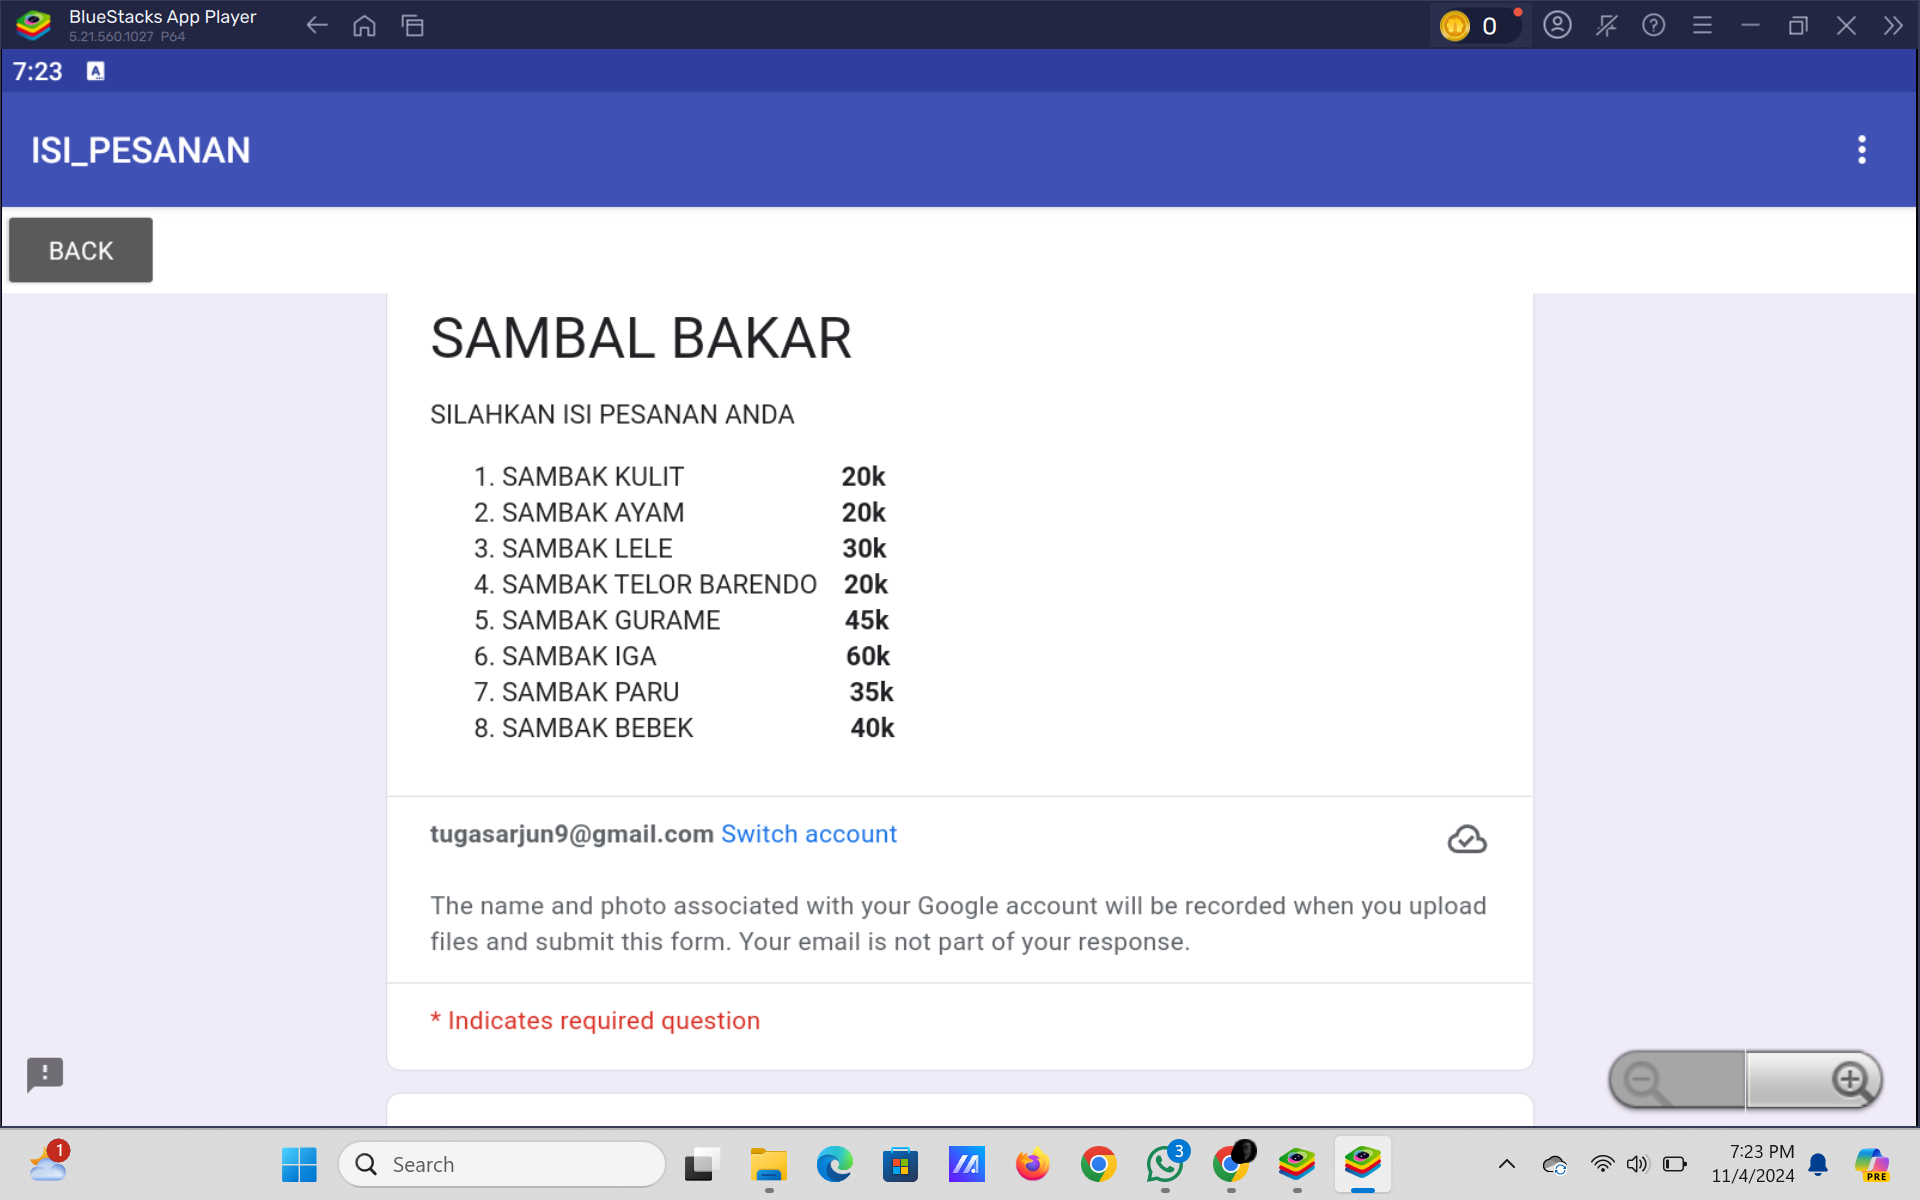 BlueStacks App Player
5.21.560.1027 P64
0
7:23
A
ISI_PESANAN
BACK
SAMBAL BAKAR
SILAHKAN ISI PESANAN ANDA
1. SAMBAK KULIT 20k
2. SAMBAK AYAM 20k
3. SAMBAK LELE 30k
4. SAMBAK TELOR BARENDO 20k
5. SAMBAK GURAME 45k
6. SAMBAK IGA 60k
7. SAMBAK PARU 35k
8. SAMBAK BEBEK 40k
tugasarjun9@gmail.com Switch account
The name and photo associated with your Google account will be recorded when you upload
files and submit this form. Your email is not part of your response.
* Indicates required question
1
Search
3
7:23 PM
11/4/2024
PRE